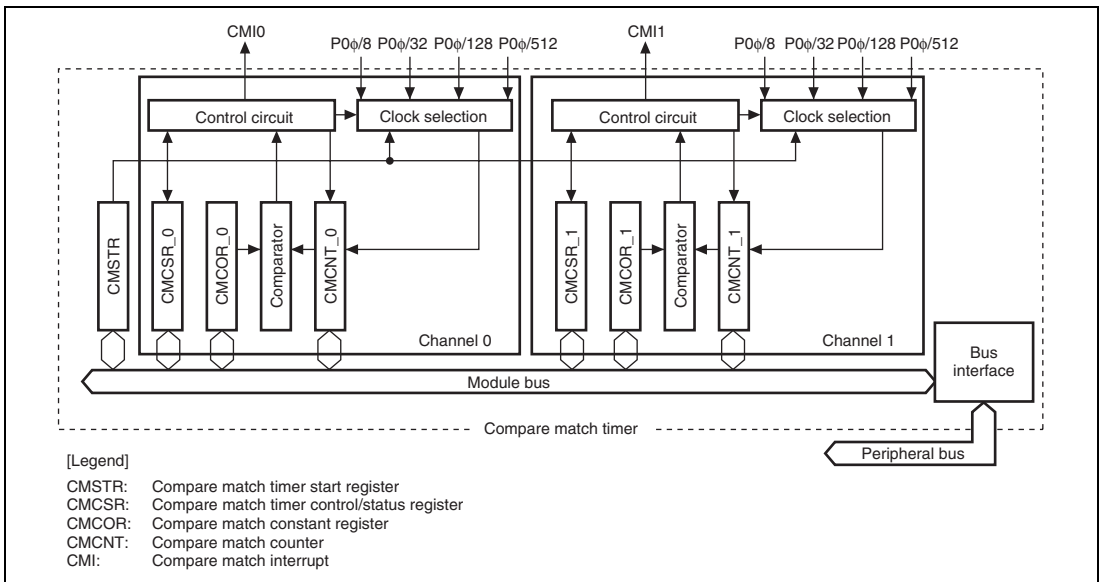 CMI0
P0ϕ/8 P0ϕ/32 P0ϕ/128 P0ϕ/512
CMI1
P0ϕ/8 P0ϕ/32 P0ϕ/128 P0ϕ/512
Control circuit
Clock selection
Control circuit
Clock selection
CMSTR
CMCSR_0
CMCOR_0
Comparator
CMCNT_0
CMCSR_1
CMCOR_1
Comparator
CMCNT_1
Channel 0
Channel 1
Bus
interface
Module bus
Compare match timer
Peripheral bus
[Legend]
CMSTR: Compare match timer start register
CMCSR: Compare match timer control/status register
CMCOR: Compare match constant register
CMCNT: Compare match counter
CMI: Compare match interrupt